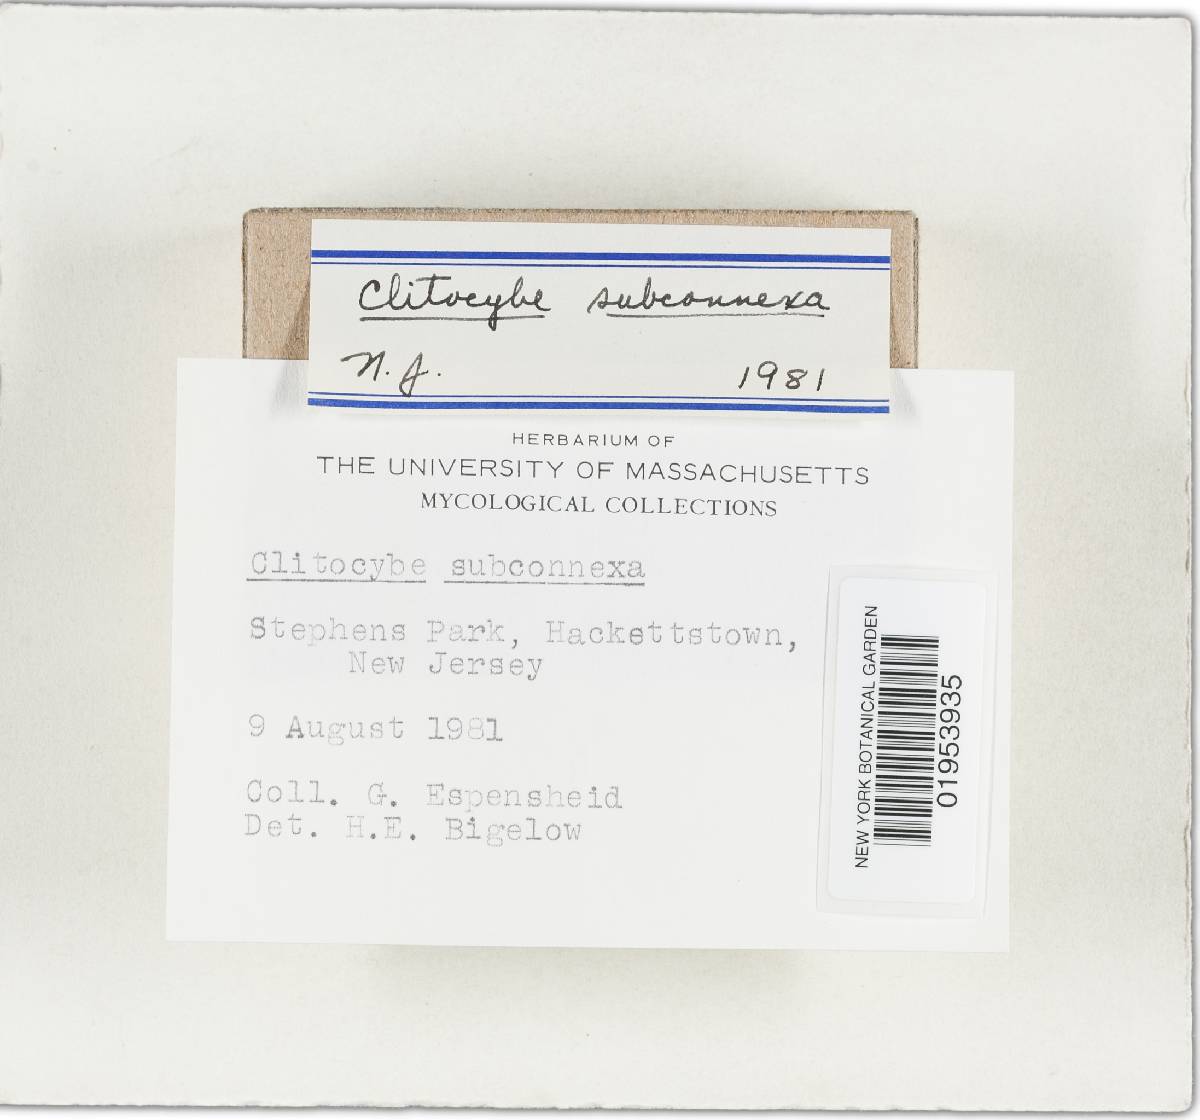 Clitocybe subconnexa
N.J. 1981
HERBARIUM OF
THE UNIVERSITY OF MASSACHUSETTS
MYCOLOGICAL COLLECTIONS
Clitocybe subconnexa
Stephens Park, Hackettstown,
New Jersey
9 August 1981
Coll. G. Espensheid
Det. H.E. Bigelow
NEW YORK BOTANICAL GARDEN
01953935